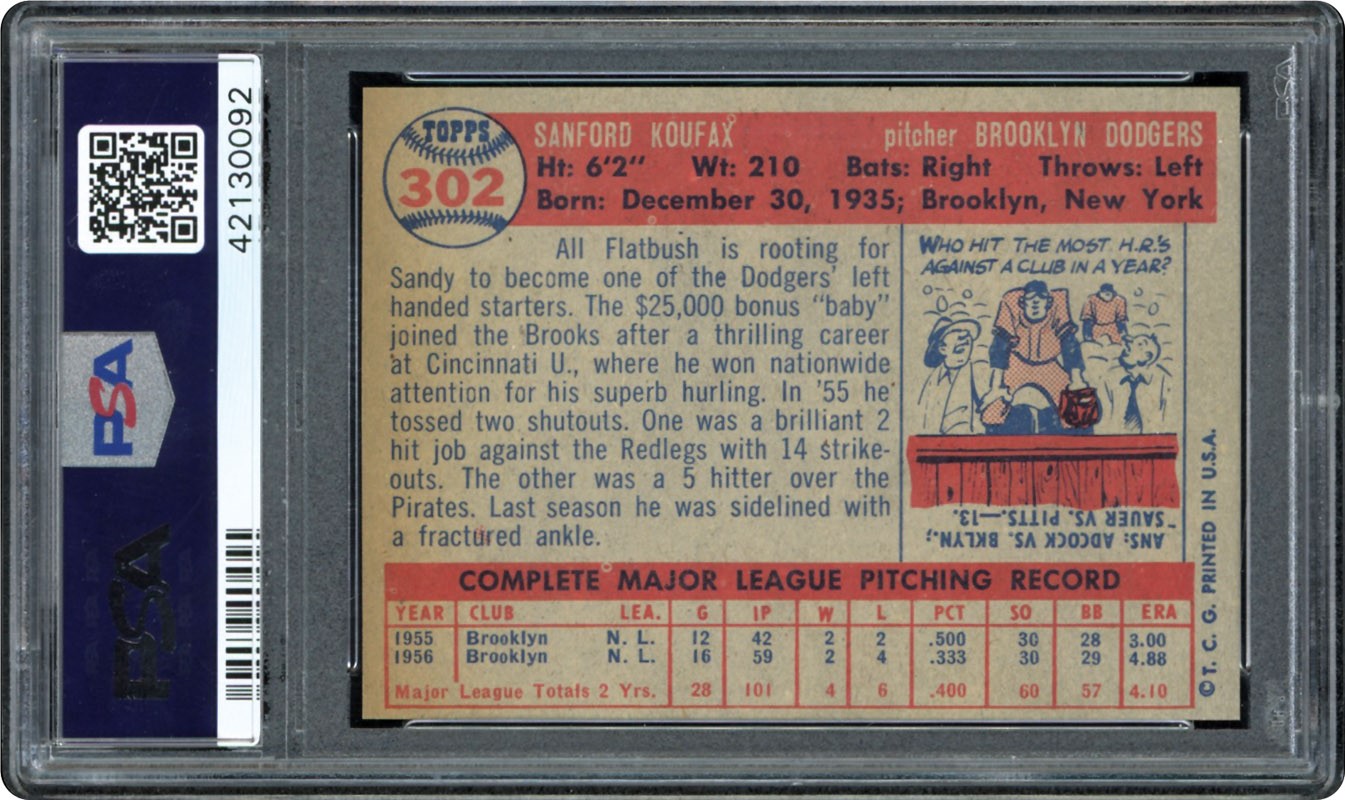 42130092
PSA
PSA
PSA
TOPPS
302
SANFORD KOUFAX pitcher BROOKLYN DODGERS
Ht: 6'2" Wt: 210 Bats: Right Throws: Left
Born: December 30, 1935; Brooklyn, New York
All Flatbush is rooting for
Sandy to become one of the Dodgers' left
handed starters. The $25,000 bonus "baby"
joined the Brooks after a thrilling career
at Cincinnati U., where he won nationwide
attention for his superb hurling. In '55 he
tossed two shutouts. One was a brilliant 2
hit job against the Redlegs with 14 strike-
outs. The other was a 5 hitter over the
Pirates. Last season he was sidelined with
a fractured ankle.
WHO HIT THE MOST H.R.'S
AGAINST A CLUB IN A YEAR?
ANS: ADCOCK VS. BKLYN.;
SAUER VS. PITTS.—13.
COMPLETE MAJOR LEAGUE PITCHING RECORD
YEAR CLUB LEA. G IP W L PCT SO BB ERA
1955 Brooklyn N. L. 12 42 2 2 .500 30 28 3.00
1956 Brooklyn N. L. 16 59 2 4 .333 30 29 4.88
Major League Totals 2 Yrs. 28 101 4 6 .400 60 57 4.10
© T. C. G. PRINTED IN U.S.A.